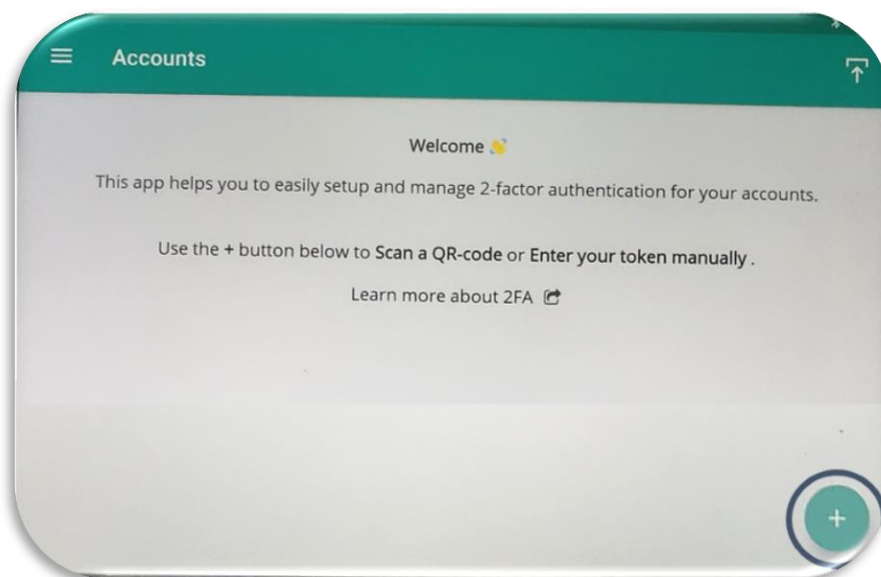 Accounts
Welcome 👋
This app helps you to easily setup and manage 2-factor authentication for your accounts.
Use the + button below to Scan a QR-code or Enter your token manually .
Learn more about 2FA
+